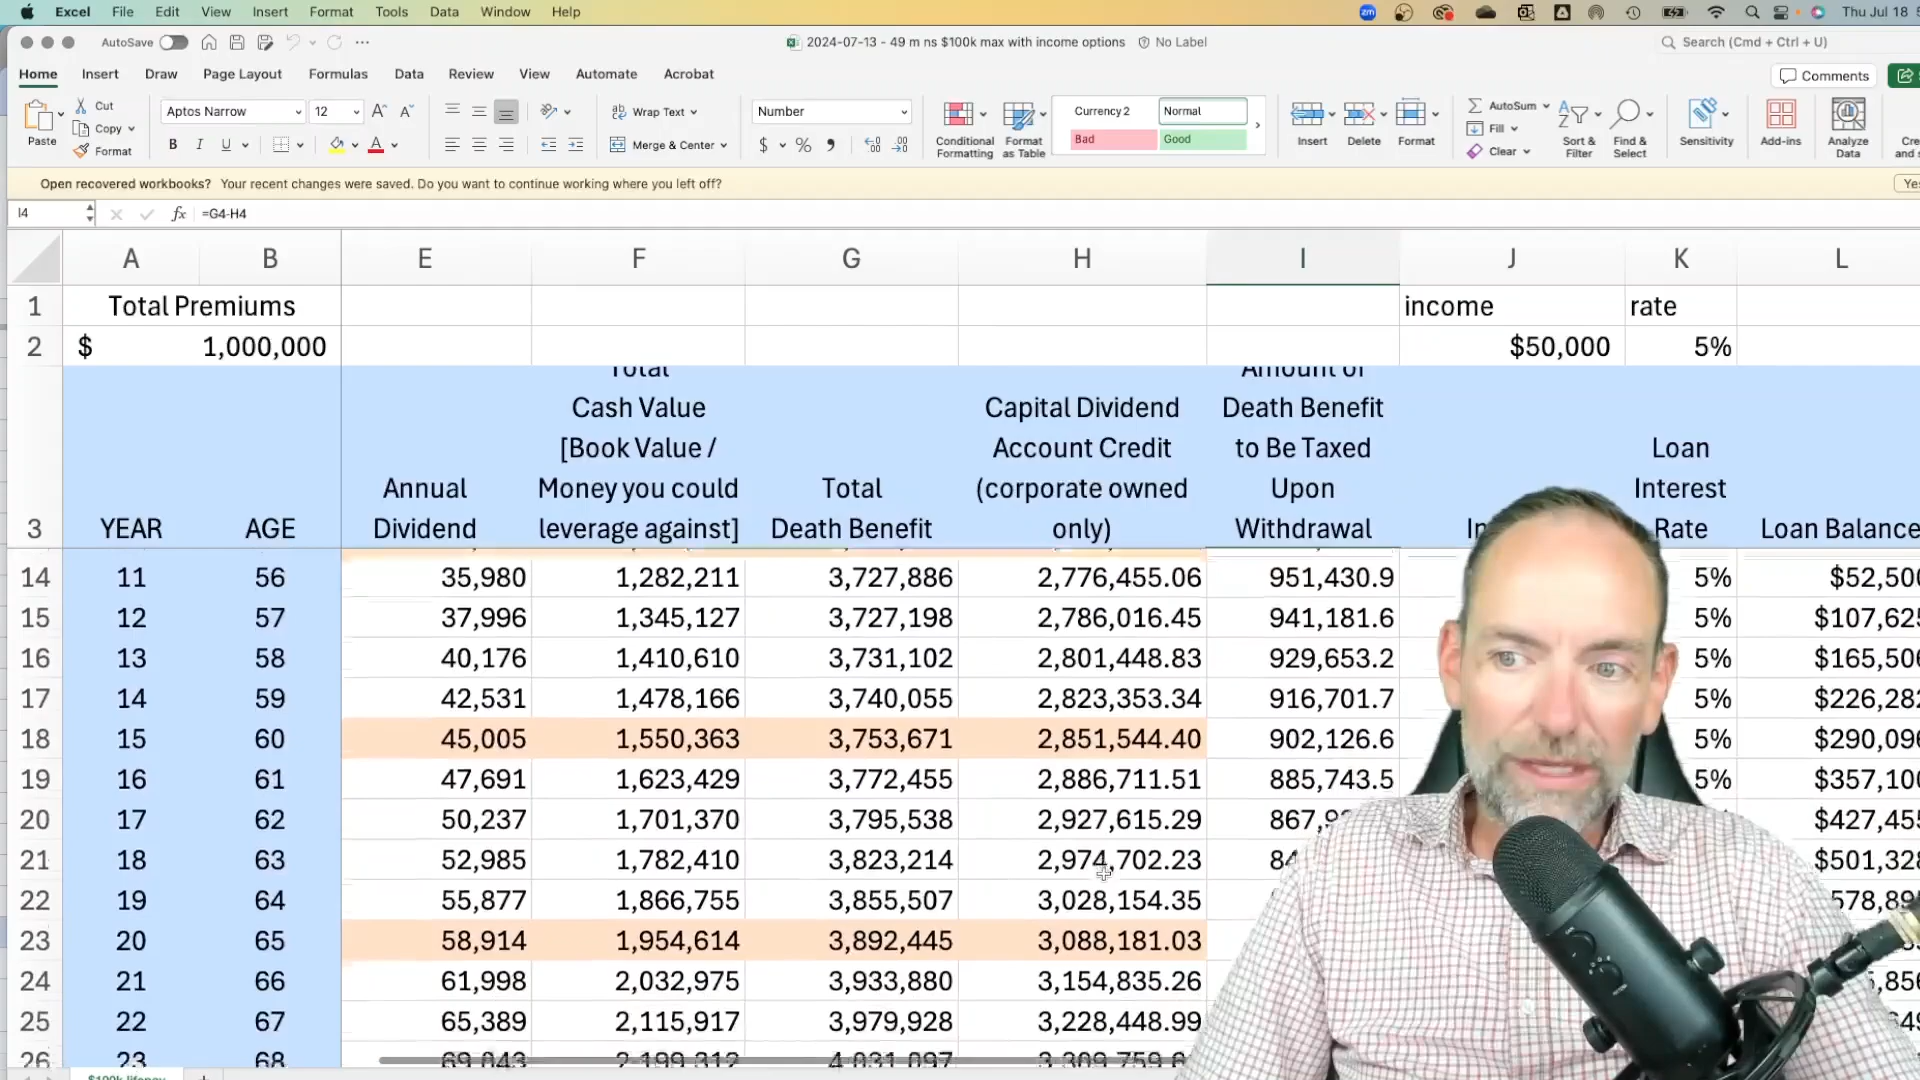 Excel File Edit View Insert Format Tools Data Window Help zm Thu Jul 18
AutoSave 2024-07-13 - 49 m ns $100k max with income options No Label Search (Cmd + Ctrl + U)
Home Insert Draw Page Layout Formulas Data Review View Automate Acrobat Comments
Paste Cut Copy Format
Aptos Narrow 12
B I U
Wrap Text
Merge & Center
Number
$ % ,
Conditional Formatting
Format as Table
Currency 2 Normal
Bad Good
Insert Delete Format
AutoSum
Fill
Clear
Sort & Filter
Find & Select
Sensitivity
Add-ins
Analyze Data
Open recovered workbooks? Your recent changes were saved. Do you want to continue working where you left off?
I4 fx =G4-H4
A B E F G H I J K L
1 Total Premiums income rate
2 $ 1,000,000 $50,000 5%
3 YEAR AGE
Annual Dividend
Total
Cash Value
[Book Value /
Money you could
leverage against]
Total
Death Benefit
Capital Dividend
Account Credit
(corporate owned
only)
Amount of
Death Benefit
to Be Taxed
Upon
Withdrawal
Loan
Interest
Rate
Loan Balance
14 11 56 35,980 1,282,211 3,727,886 2,776,455.06 951,430.9 5%
15 12 57 37,996 1,345,127 3,727,198 2,786,016.45 941,181.6 5% $107,625
16 13 58 40,176 1,410,610 3,731,102 2,801,448.83 929,653.2 5%
17 14 59 42,531 1,478,166 3,740,055 2,823,353.34 916,701.7 5%
18 15 60 45,005 1,550,363 3,753,671 2,851,544.40 902,126.6 5%
19 16 61 47,691 1,623,429 3,772,455 2,886,711.51 885,743.5 5%
20 17 62 50,237 1,701,370 3,795,538 2,927,615.29
21 18 63 52,985 1,782,410 3,823,214 2,974,702.23
22 19 64 55,877 1,866,755 3,855,507 3,028,154.35
23 20 65 58,914 1,954,614 3,892,445 3,088,181.03
24 21 66 61,998 2,032,975 3,933,880 3,154,835.26
25 22 67 65,389 2,115,917 3,979,928 3,228,448.99
26 23 68